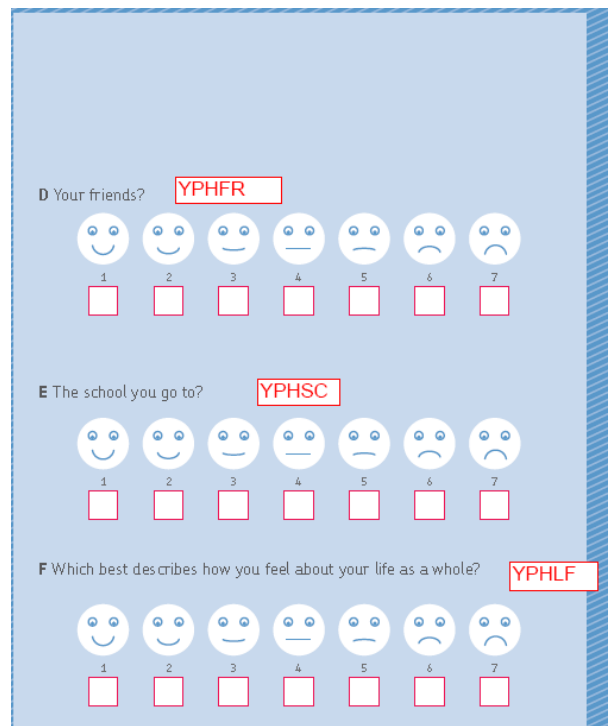 D Your friends? YPHFR
1 2 3 4 5 6 7
E The school you go to? YPHSC
1 2 3 4 5 6 7
F Which best describes how you feel about your life as a whole? YPHLF
1 2 3 4 5 6 7